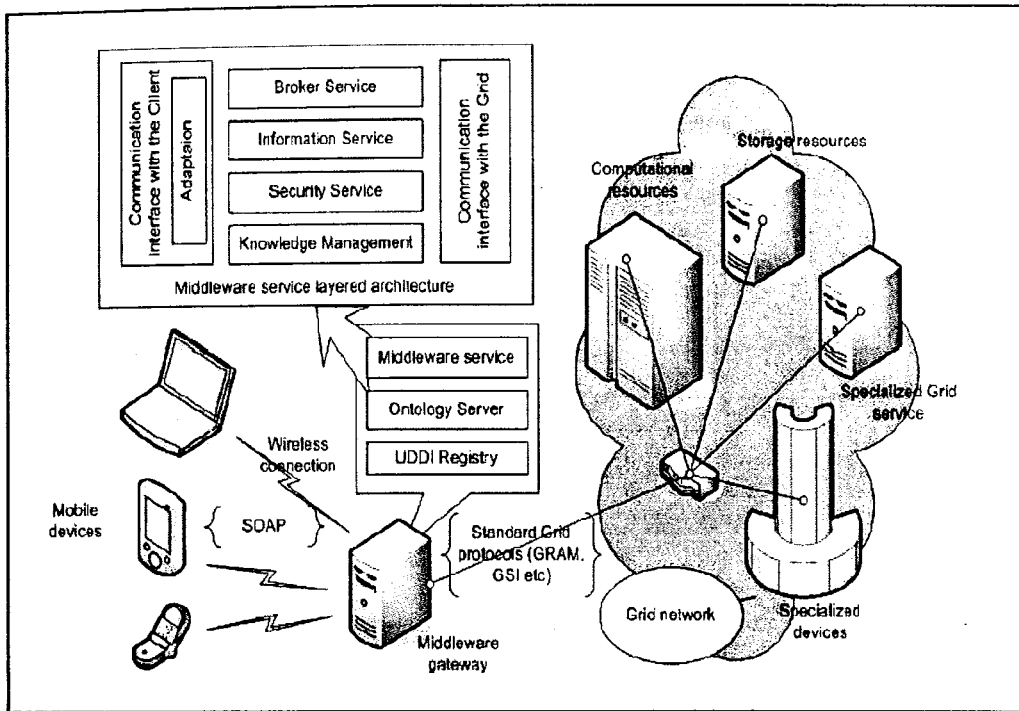 Communication
Interface with the Client
Adaptaion
Broker Service
Information Service
Security Service
Knowledge Management
Communication
interface with the Grid
Middleware service layered architecture
Middleware service
Ontology Server
UDDI Registry
Wireless
connection
Mobile
devices
SOAP
Middleware
gateway
Standard Grid
protocols (GRAM,
GSI etc)
Storage resources
Computational
resources
Specialized Grid
service
Specialized
devices
Grid network